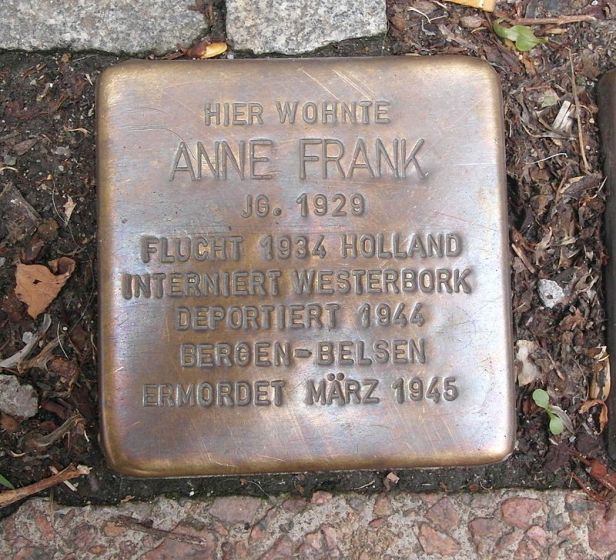 HIER WOHNTE
ANNE FRANK
JG. 1929
FLUCHT 1934 HOLLAND
INTERNIERT WESTERBORK
DEPORTIERT 1944
BERGEN-BELSEN
ERMORDET MÄRZ 1945